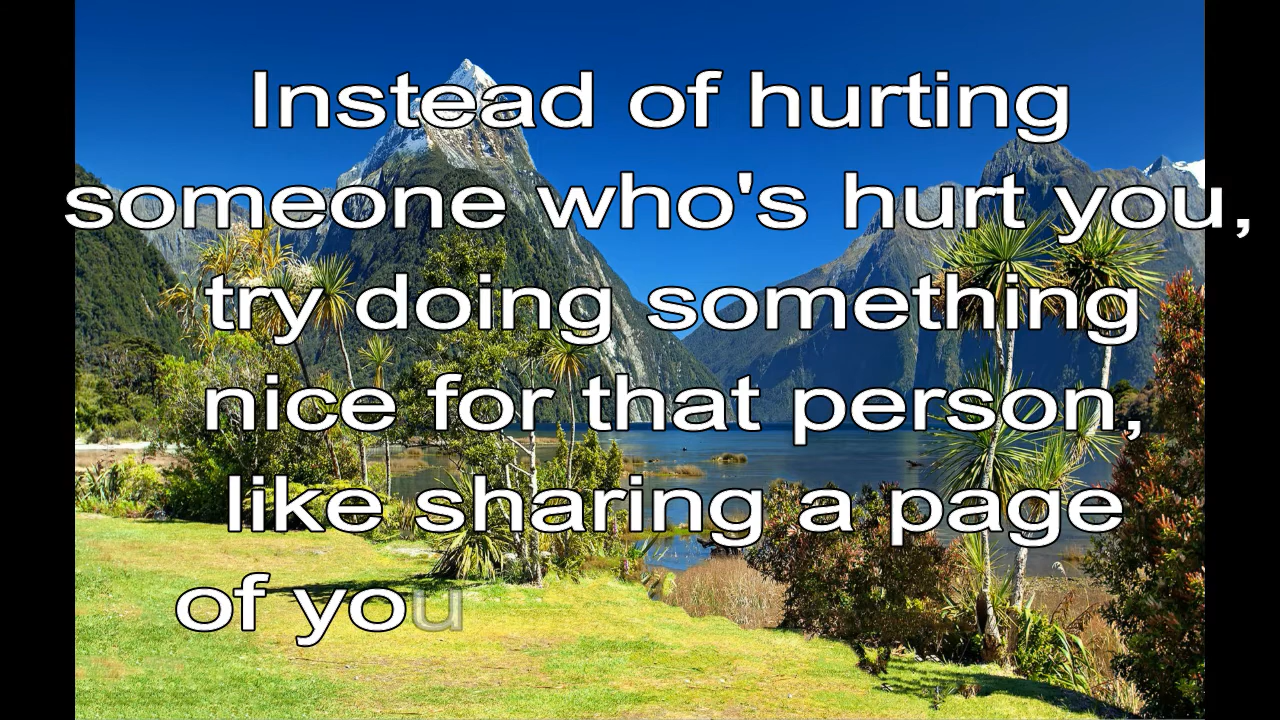 Instead of hurting
someone who's hurt you,
try doing something
nice for that person,
like sharing a page
of you